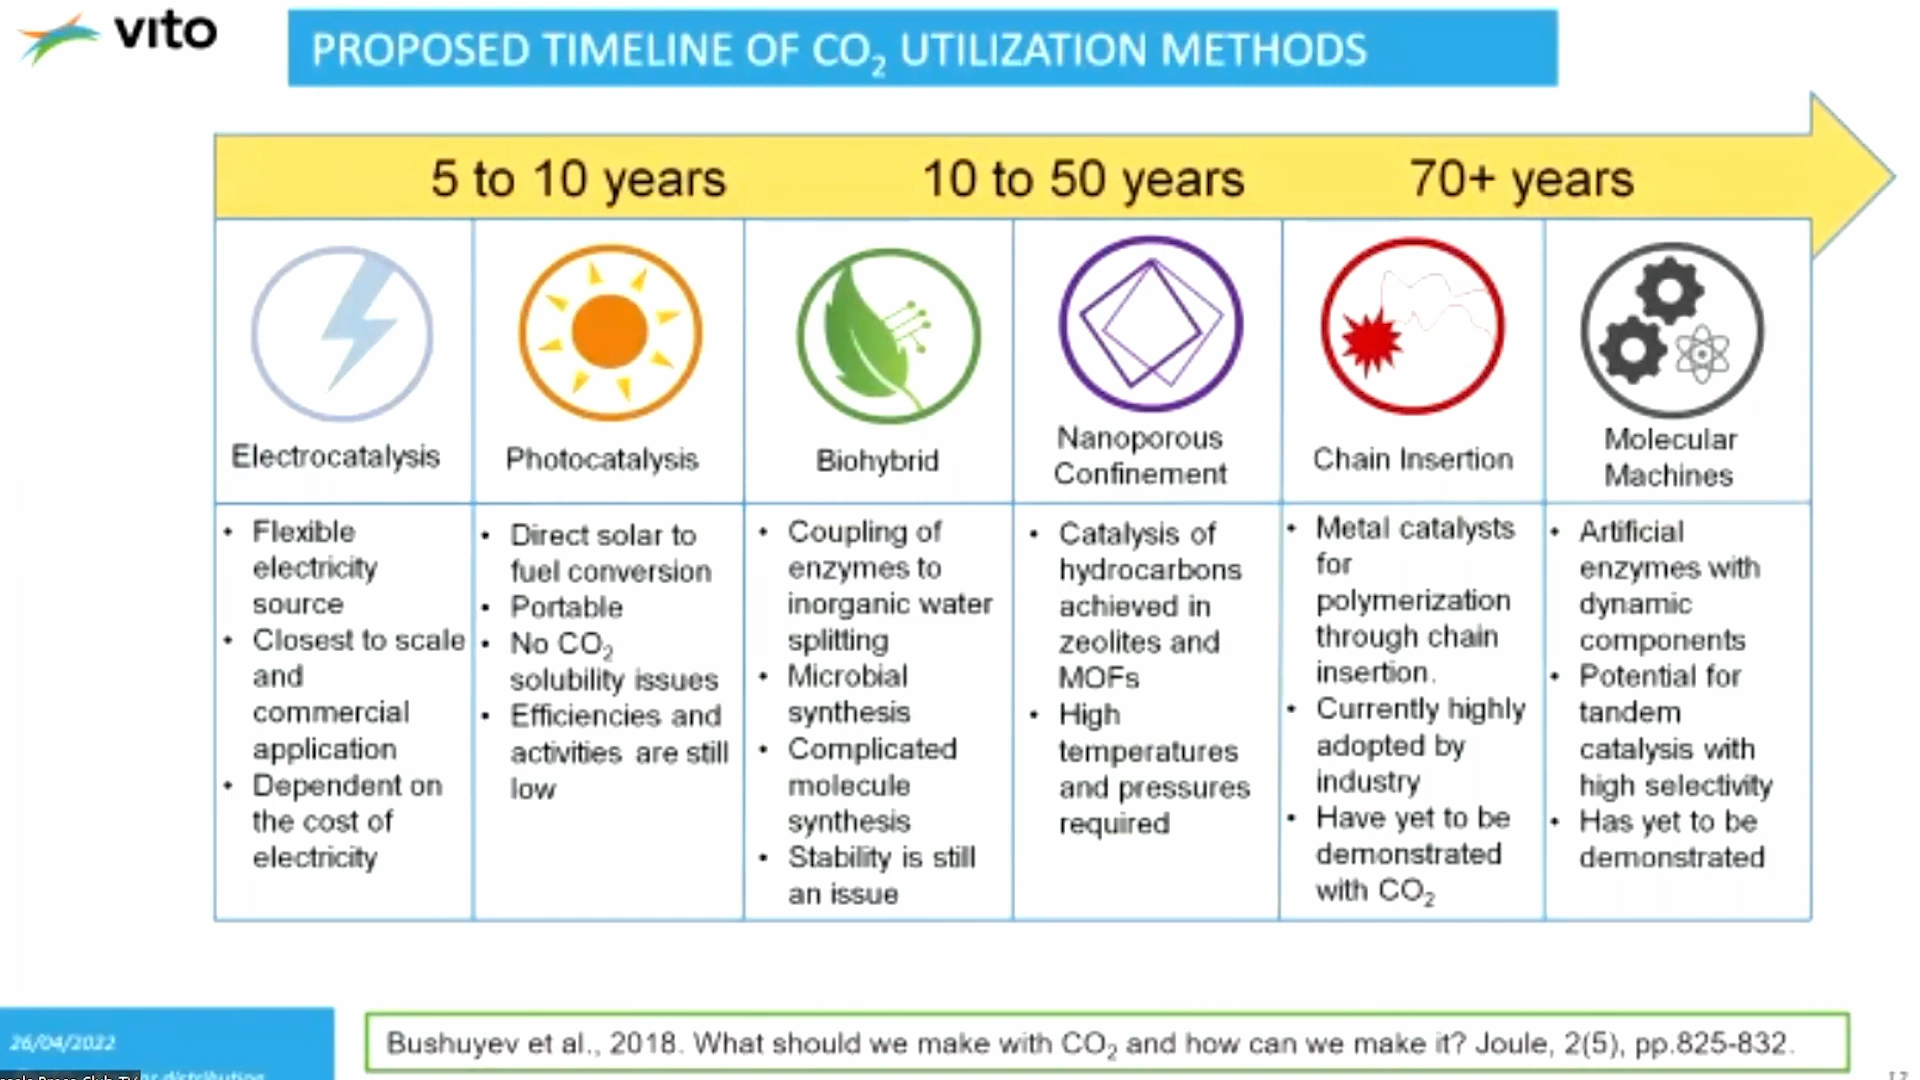 vito
PROPOSED TIMELINE OF CO₂ UTILIZATION METHODS
5 to 10 years
10 to 50 years
70+ years
Electrocatalysis
Photocatalysis
Biohybrid
Nanoporous
Confinement
Chain Insertion
Molecular
Machines
• Flexible
electricity
source
• Closest to scale
and
commercial
application
• Dependent on
the cost of
electricity
• Direct solar to
fuel conversion
• Portable
• No CO₂
solubility issues
• Efficiencies and
activities are still
low
• Coupling of
enzymes to
inorganic water
splitting
• Microbial
synthesis
• Complicated
molecule
synthesis
• Stability is still
an issue
• Catalysis of
hydrocarbons
achieved in
zeolites and
MOFs
• High
temperatures
and pressures
required
• Metal catalysts
for
polymerization
through chain
insertion.
• Currently highly
adopted by
industry
• Have yet to be
demonstrated
with CO₂
• Artificial
enzymes with
dynamic
components
• Potential for
tandem
catalysis with
high selectivity
• Has yet to be
demonstrated
26/04/2022
Bushuyev et al., 2018. What should we make with CO₂ and how can we make it? Joule, 2(5), pp.825-832.